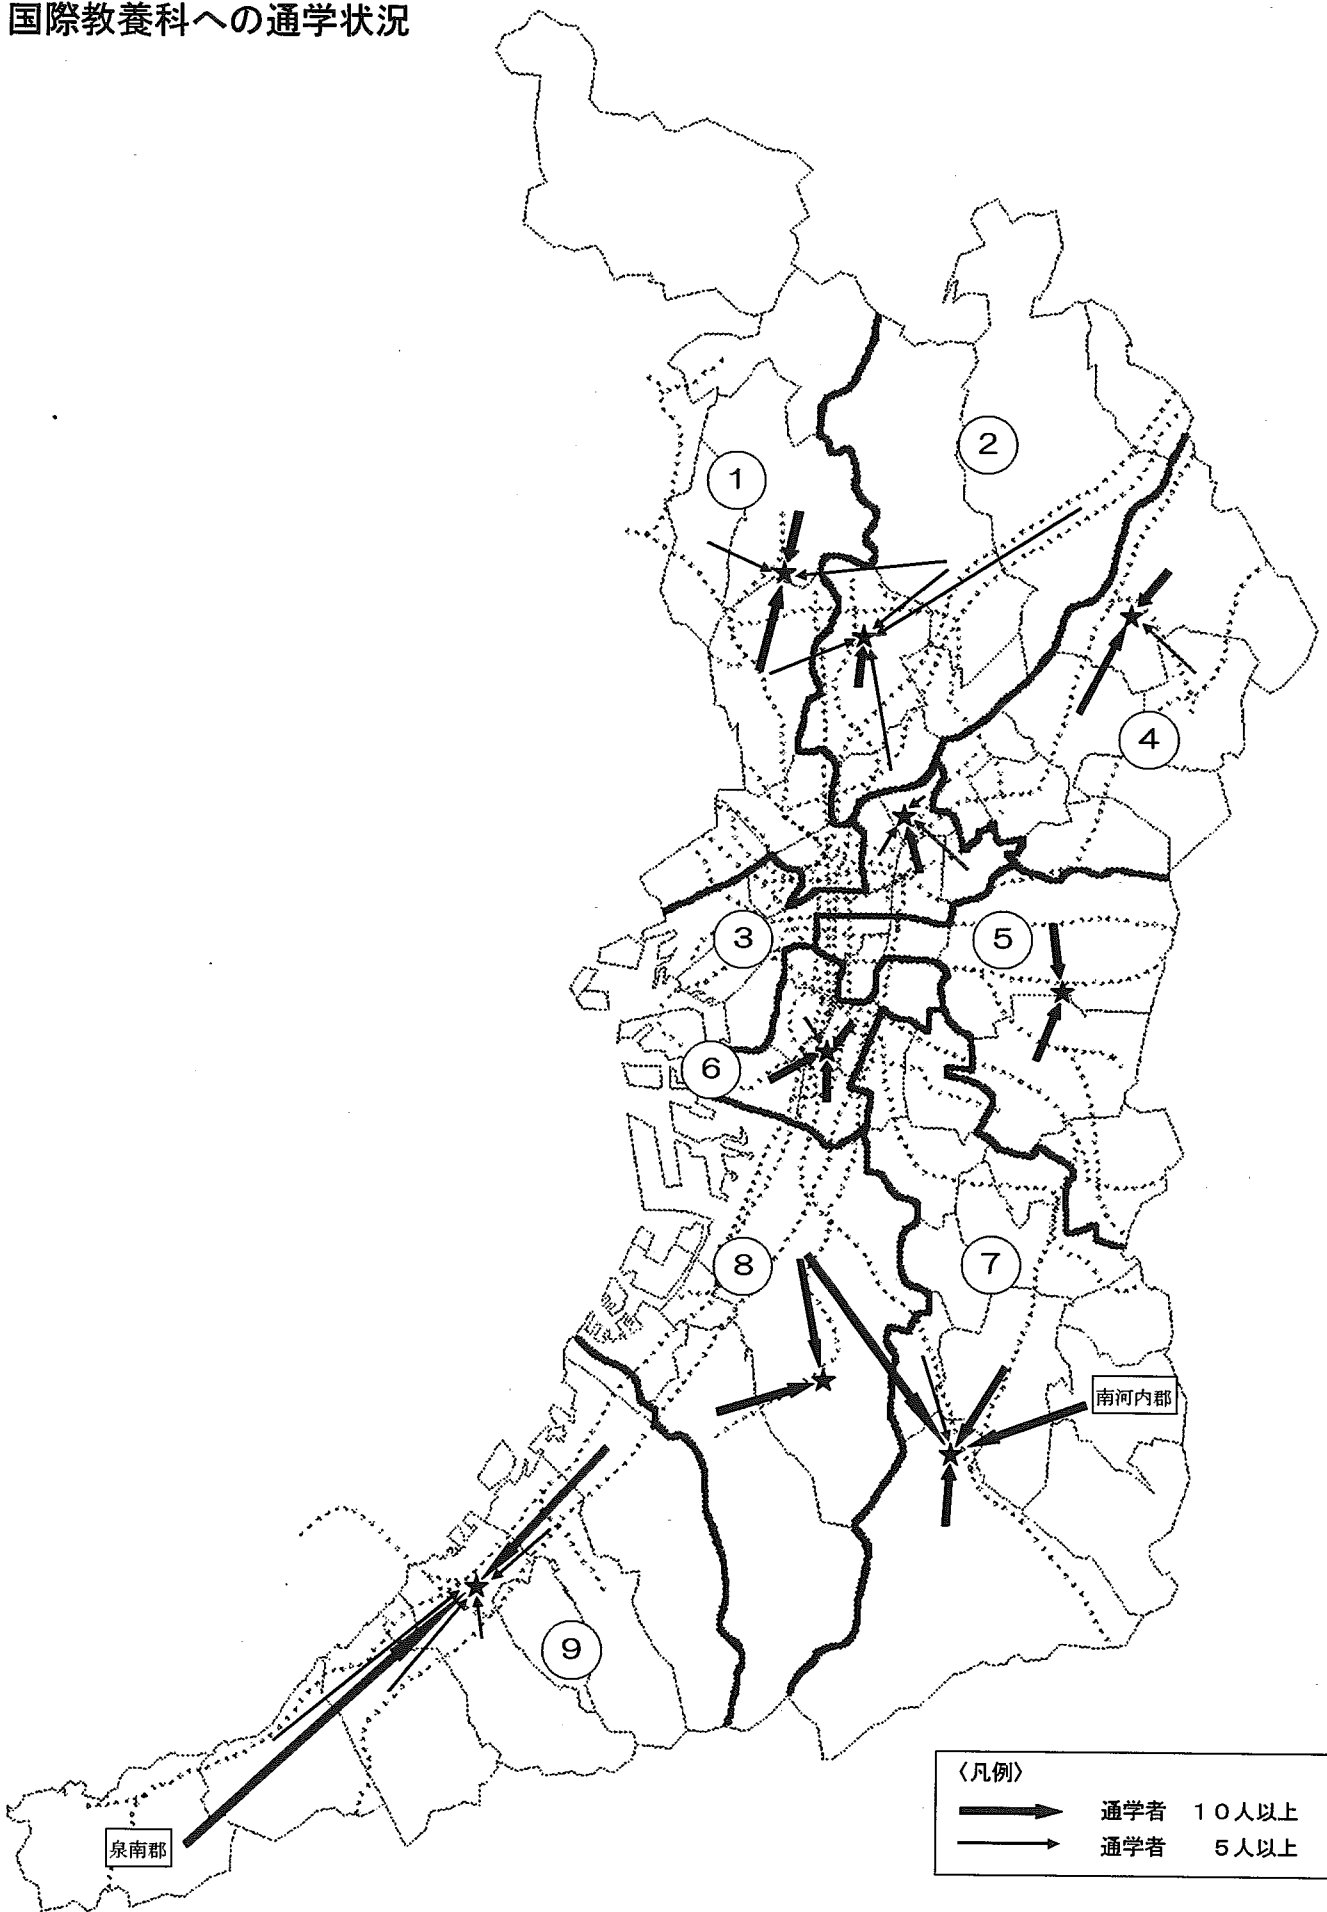 国際教養科への通学状況
②
①
④
③
⑤
⑥
⑧
⑦
南河内郡
⑨
泉南郡
〈凡例〉
通学者　１０人以上
通学者　５人以上